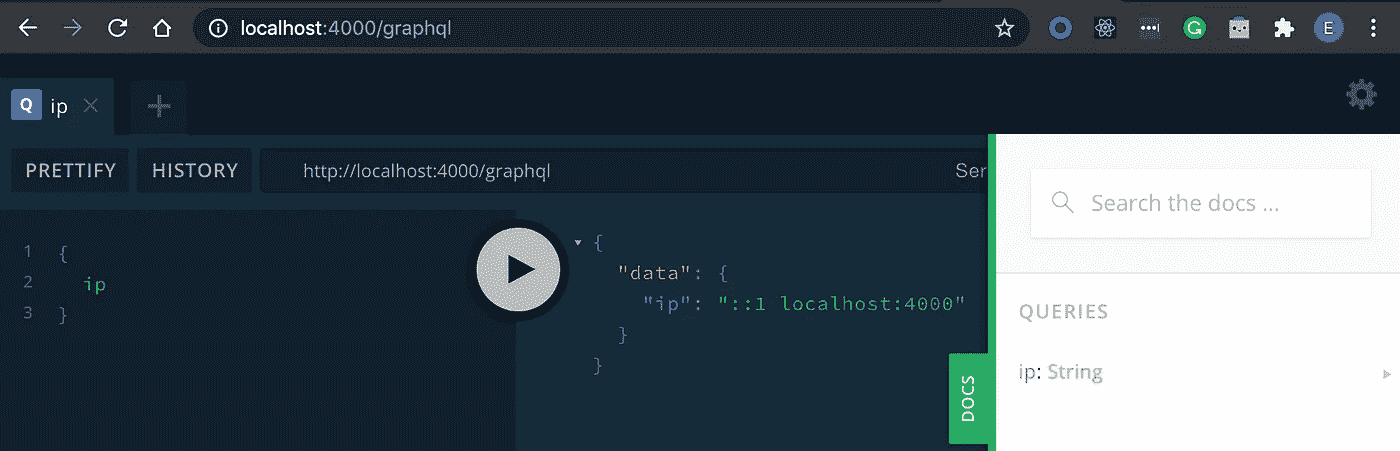 localhost:4000/graphql
E
Q ip
PRETTIFY HISTORY http://localhost:4000/graphql Ser
1 {
2 ip
3 }
{
"data": {
"ip": "::1 localhost:4000"
}
}
DOCS
Search the docs ...
QUERIES
ip: String